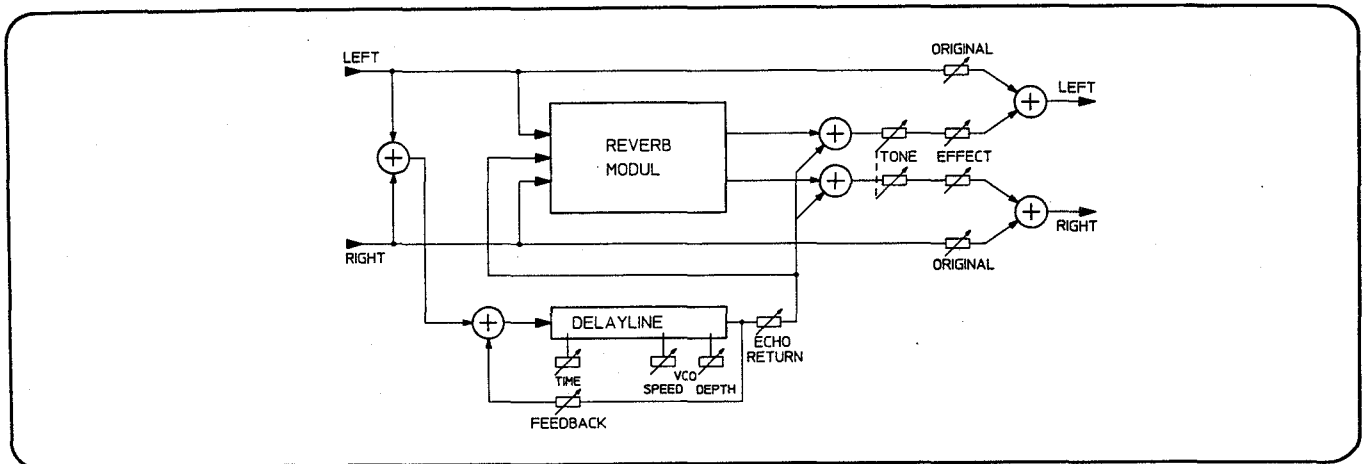 ORIGINAL
LEFT
LEFT
REVERB
MODUL
TONE
EFFECT
RIGHT
RIGHT
ORIGINAL
DELAYLINE
ECHO
RETURN
TIME
SPEED
VCO
DEPTH
FEEDBACK